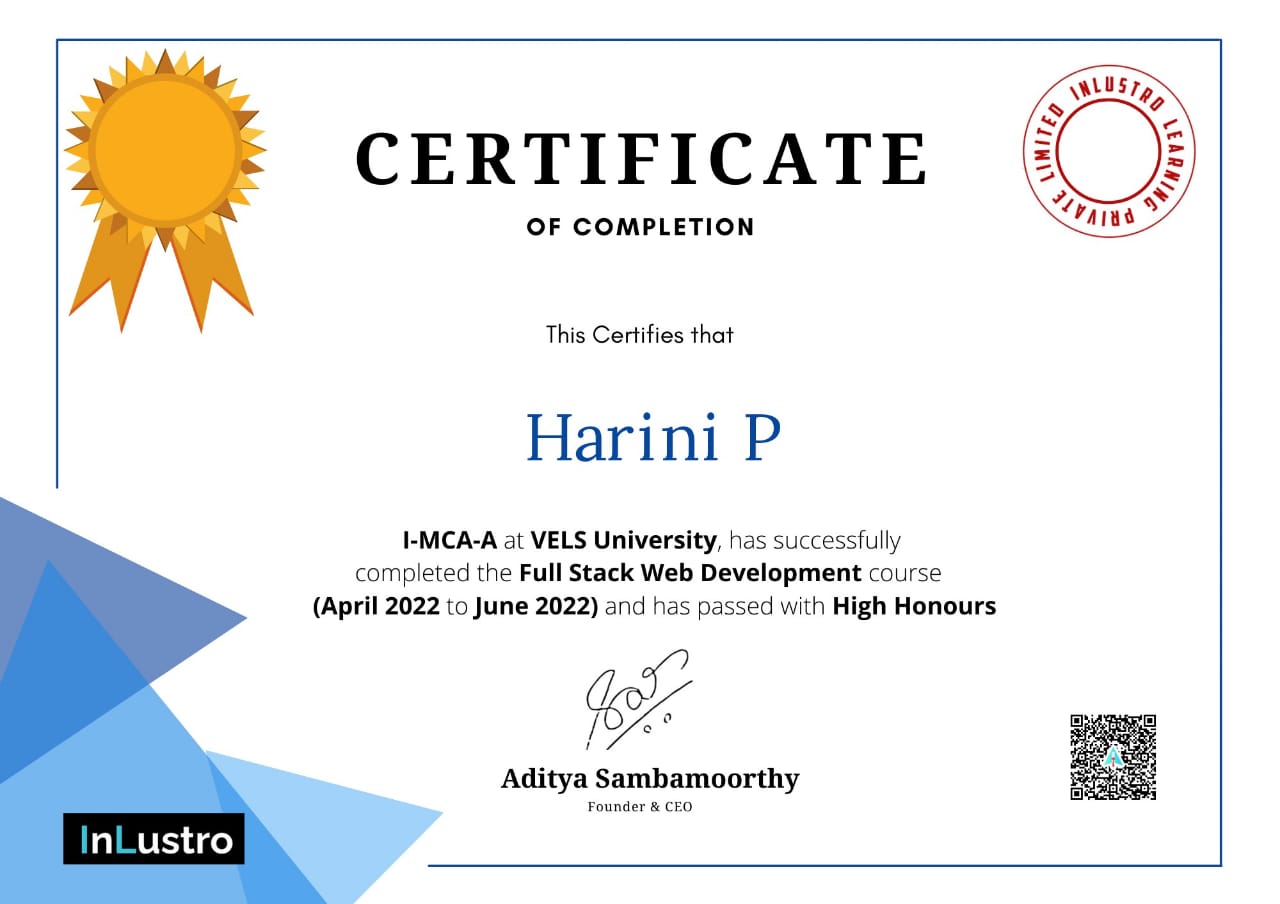 CERTIFICATE
OF COMPLETION
INLUSTRO LEARNING PRIVATE LIMITED
This Certifies that
Harini P
I-MCA-A at VELS University, has successfully
completed the Full Stack Web Development course
(April 2022 to June 2022) and has passed with High Honours
Aditya Sambamoorthy
Founder & CEO
InLustro